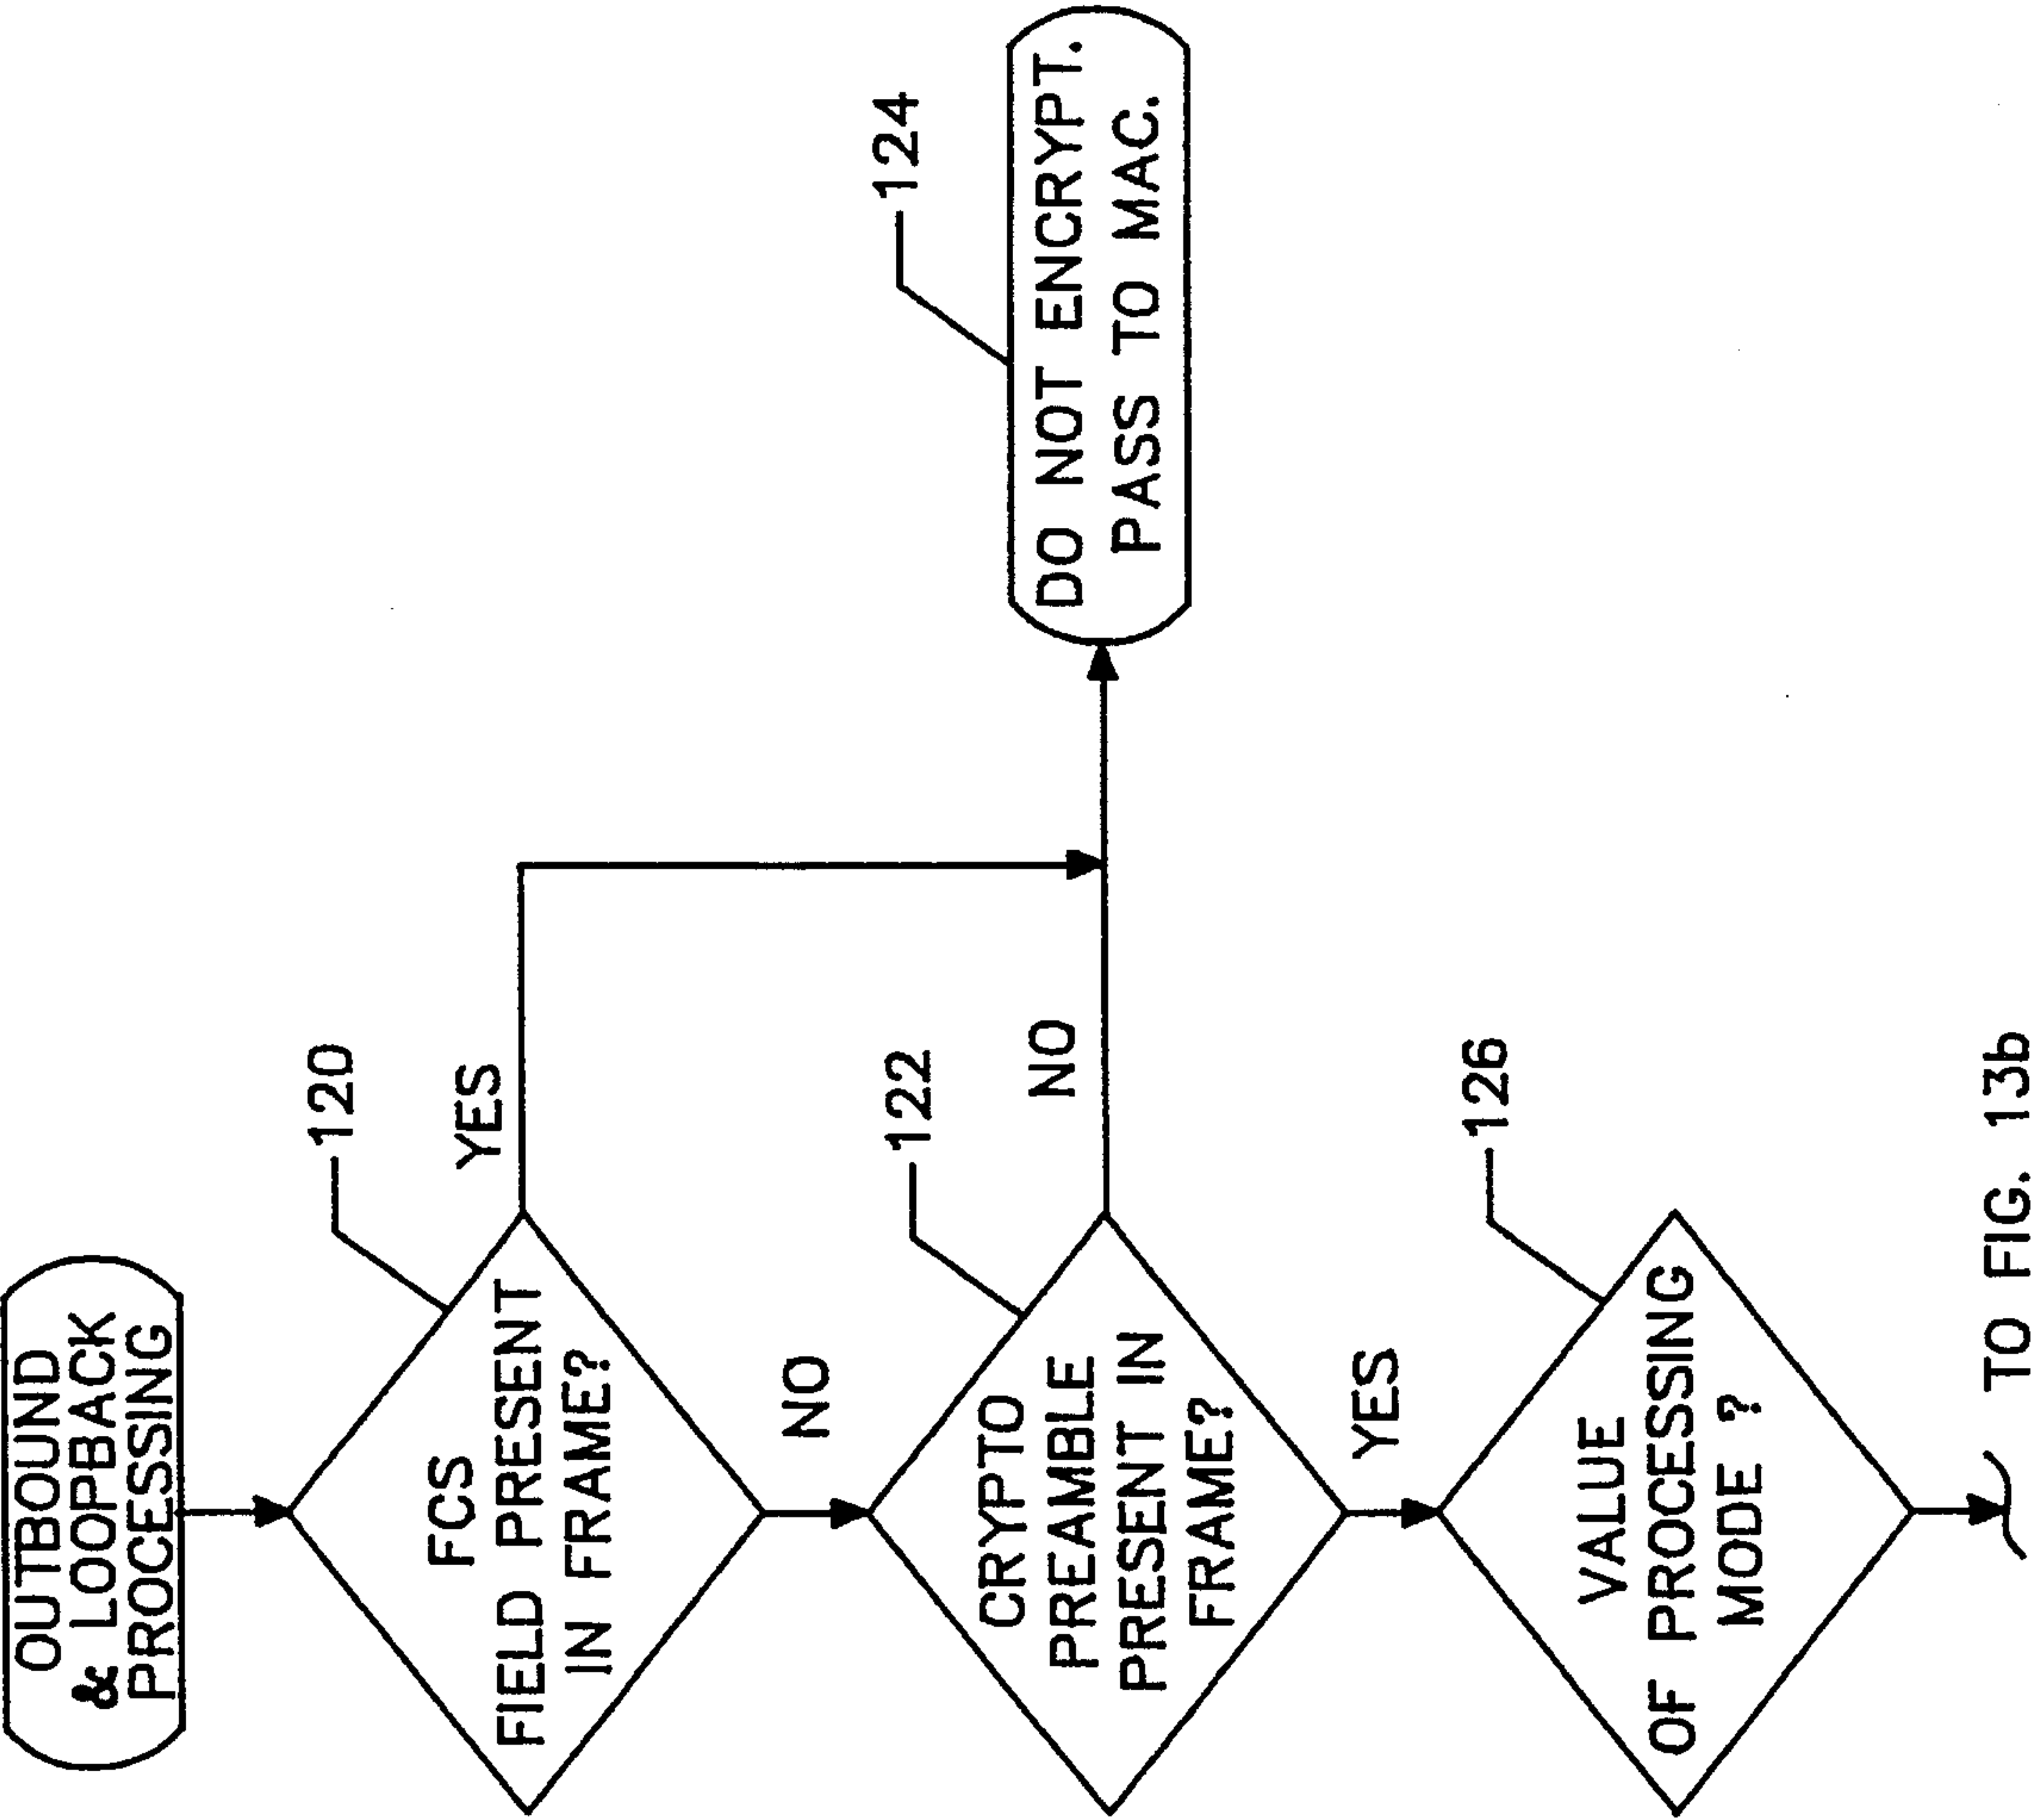 OUTBOUND
& LOOPBACK
PROCESSING
120
FCS
FIELD PRESENT
IN FRAME?
YES
NO
122
CRYPTO
PREAMBLE
PRESENT IN
FRAME?
NO
124
DO NOT ENCRYPT.
PASS TO MAC.
YES
126
VALUE
OF PROCESSING
MODE ?
TO FIG. 13b